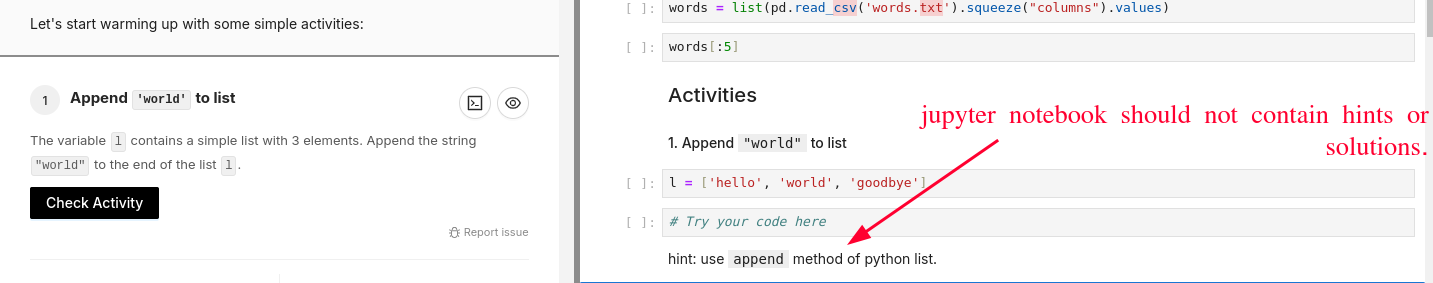 Let's start warming up with some simple activities:
1 Append 'world' to list
The variable l contains a simple list with 3 elements. Append the string
"world" to the end of the list l.
Check Activity
Report issue
[ ]: words = list(pd.read_csv('words.txt').squeeze("columns").values)
[ ]: words[:5]
Activities
jupyter notebook should not contain hints or
solutions.
1. Append "world" to list
[ ]: l = ['hello', 'world', 'goodbye']
[ ]: # Try your code here
hint: use append method of python list.